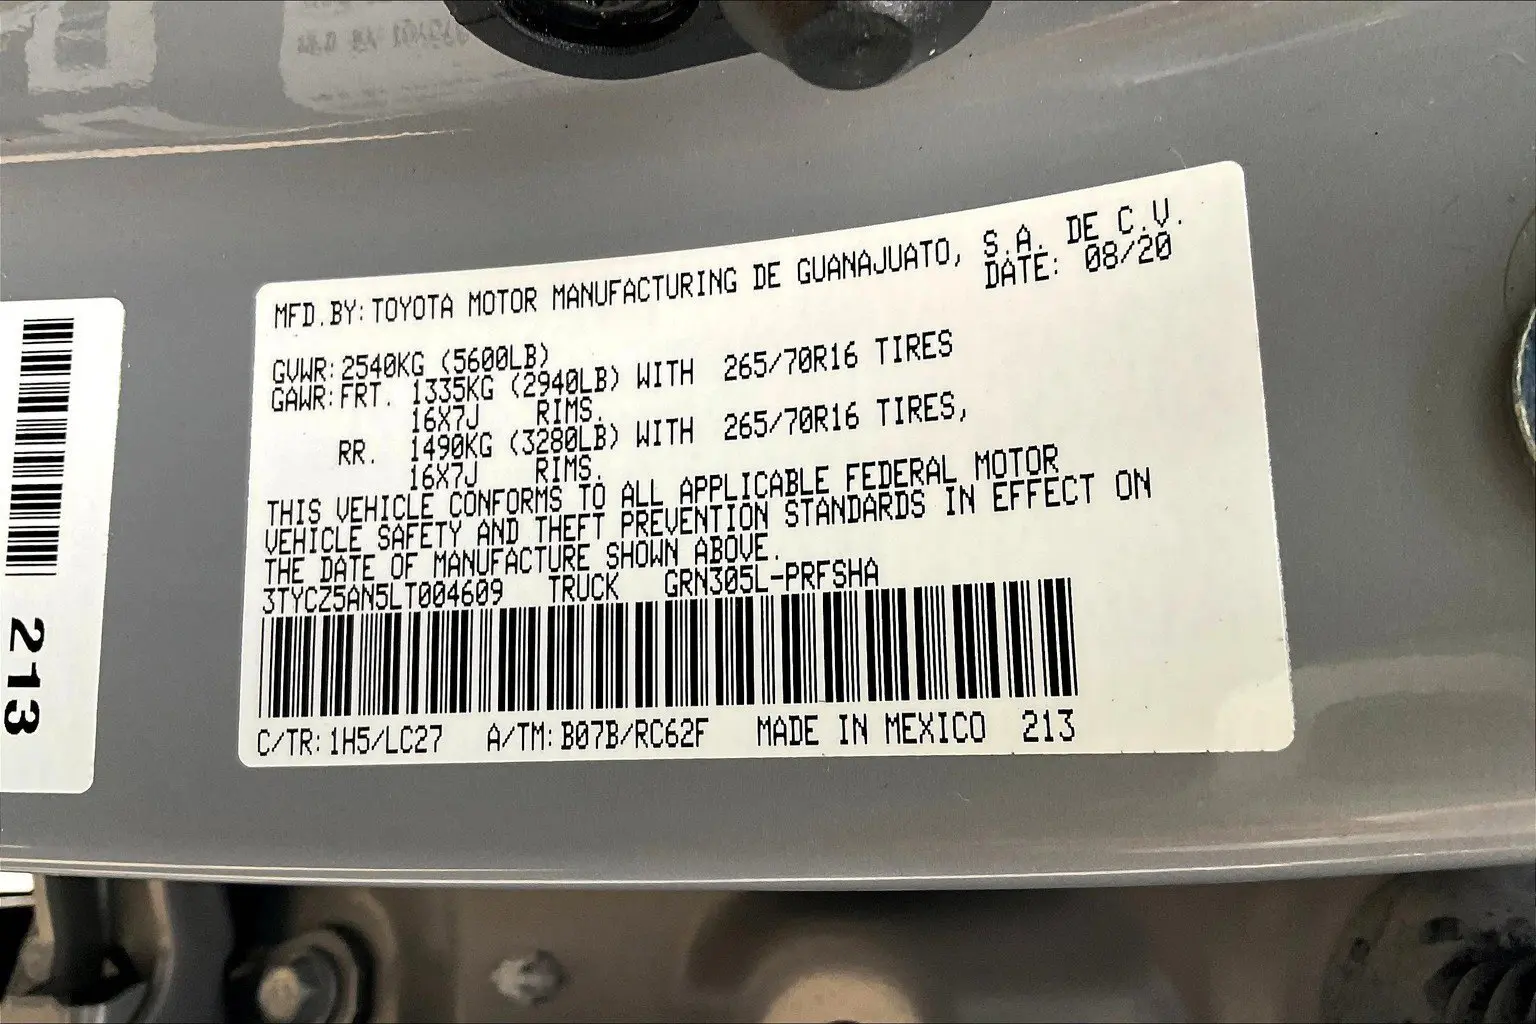 MFD.BY:TOYOTA MOTOR MANUFACTURING DE GUANAJUATO, S.A. DE C.V.
DATE: 08/20
GVWR:2540KG (5600LB)
GAWR:FRT. 1335KG (2940LB) WITH 265/70R16 TIRES
16X7J RIMS.
RR. 1490KG (3280LB) WITH 265/70R16 TIRES,
16X7J RIMS.
THIS VEHICLE CONFORMS TO ALL APPLICABLE FEDERAL MOTOR
VEHICLE SAFETY AND THEFT PREVENTION STANDARDS IN EFFECT ON
THE DATE OF MANUFACTURE SHOWN ABOVE.
3TYCZ5AN5LT004609 TRUCK GRN305L-PRFSHA
C/TR:1H5/LC27 A/TM:B07B/RC62F MADE IN MEXICO 213
213